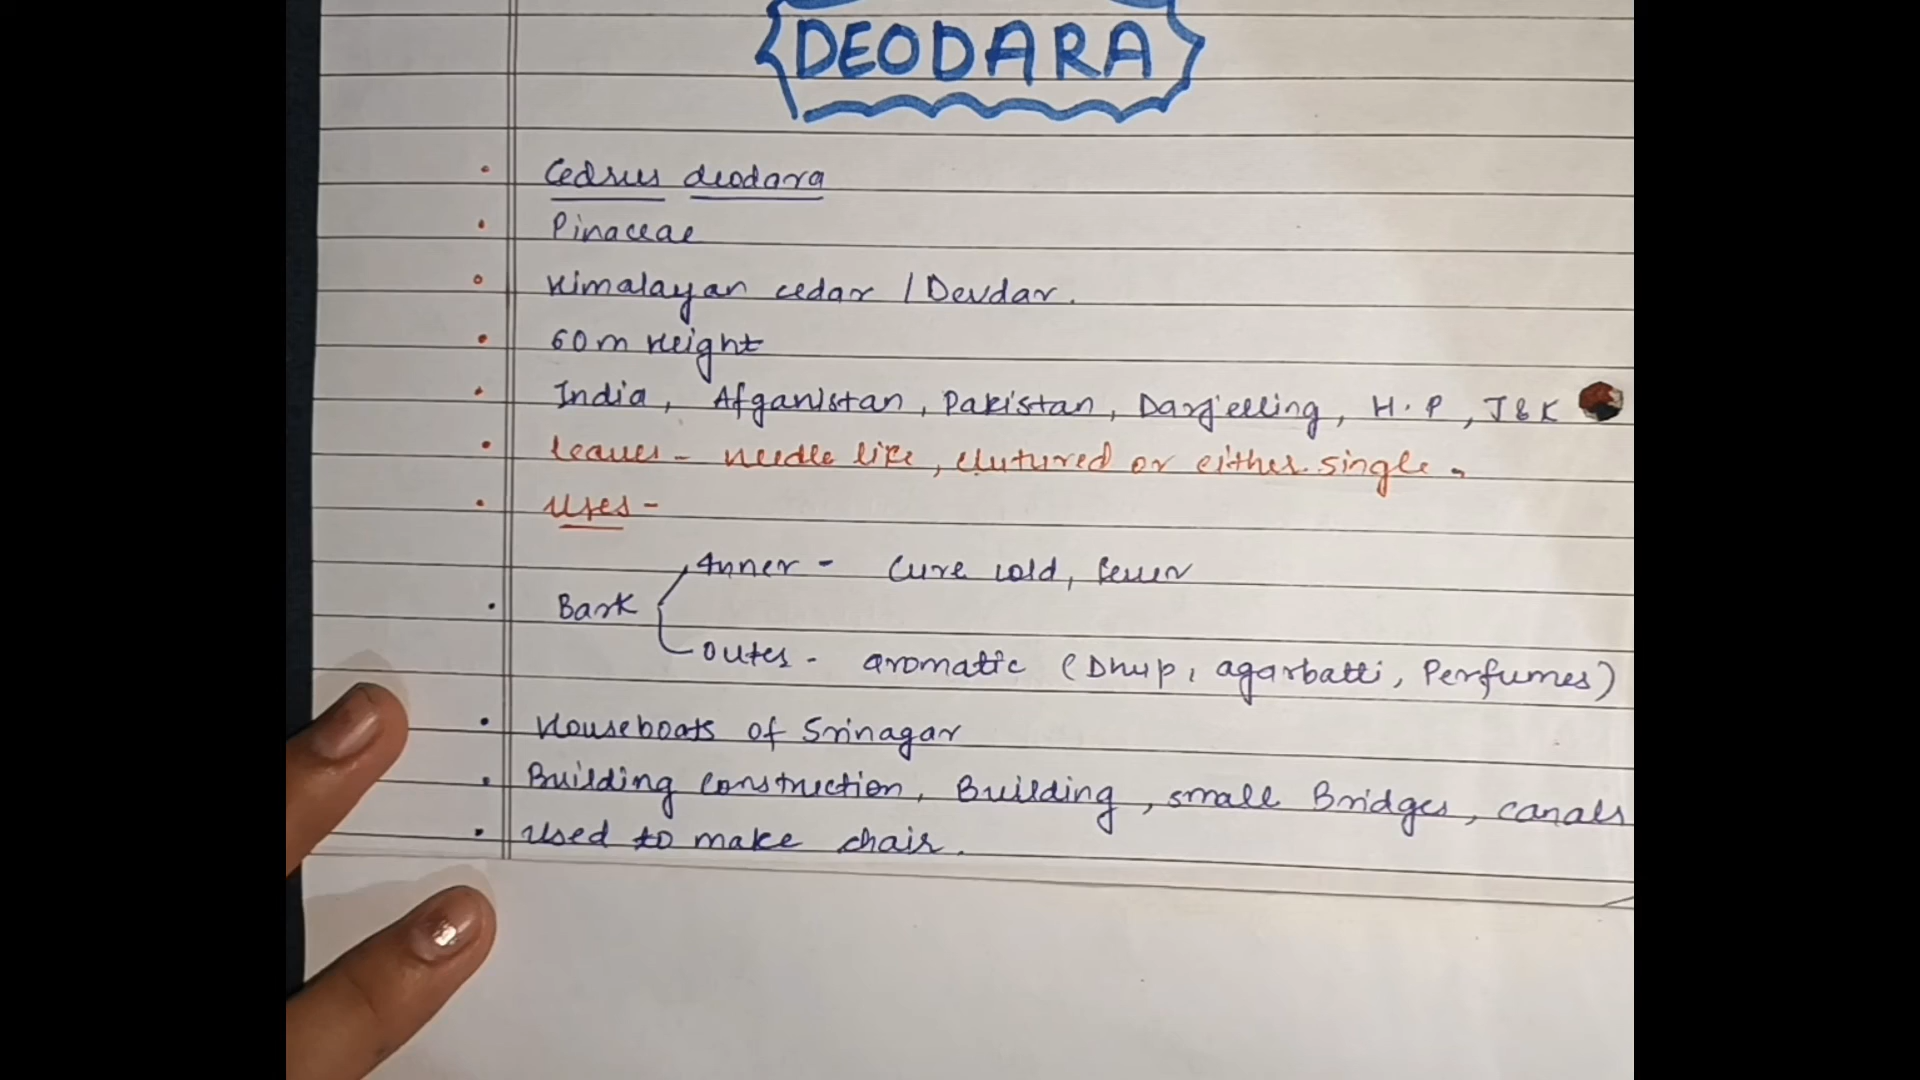 DEODARA
Cedrus deodara
Pinaceae
Himalayan cedar / Devdar.
60m Height
India, Afganistan, Pakistan, Darjeeling, H.P, J&K
leaves - needle like, clutured or either single.
Uses -
Inner - Cure cold, fever
Bark
Outer - aromatic (Dhup, agarbatti, Perfumes)
Houseboats of Srinagar
Building construction, Building, small Bridges, canals
Used to make chair.